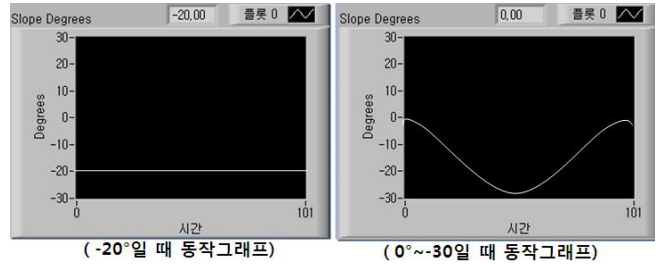 Slope Degrees -20,00 플롯 0
30-
20-
10-
0-
-10-
-20-
-30-
Degrees
0 101
시간
( -20°일 때 동작그래프)
Slope Degrees 0,00 플롯 0
30-
20-
10-
0-
-10-
-20-
-30-
Degrees
0 101
시간
( 0°~-30일 때 동작그래프)